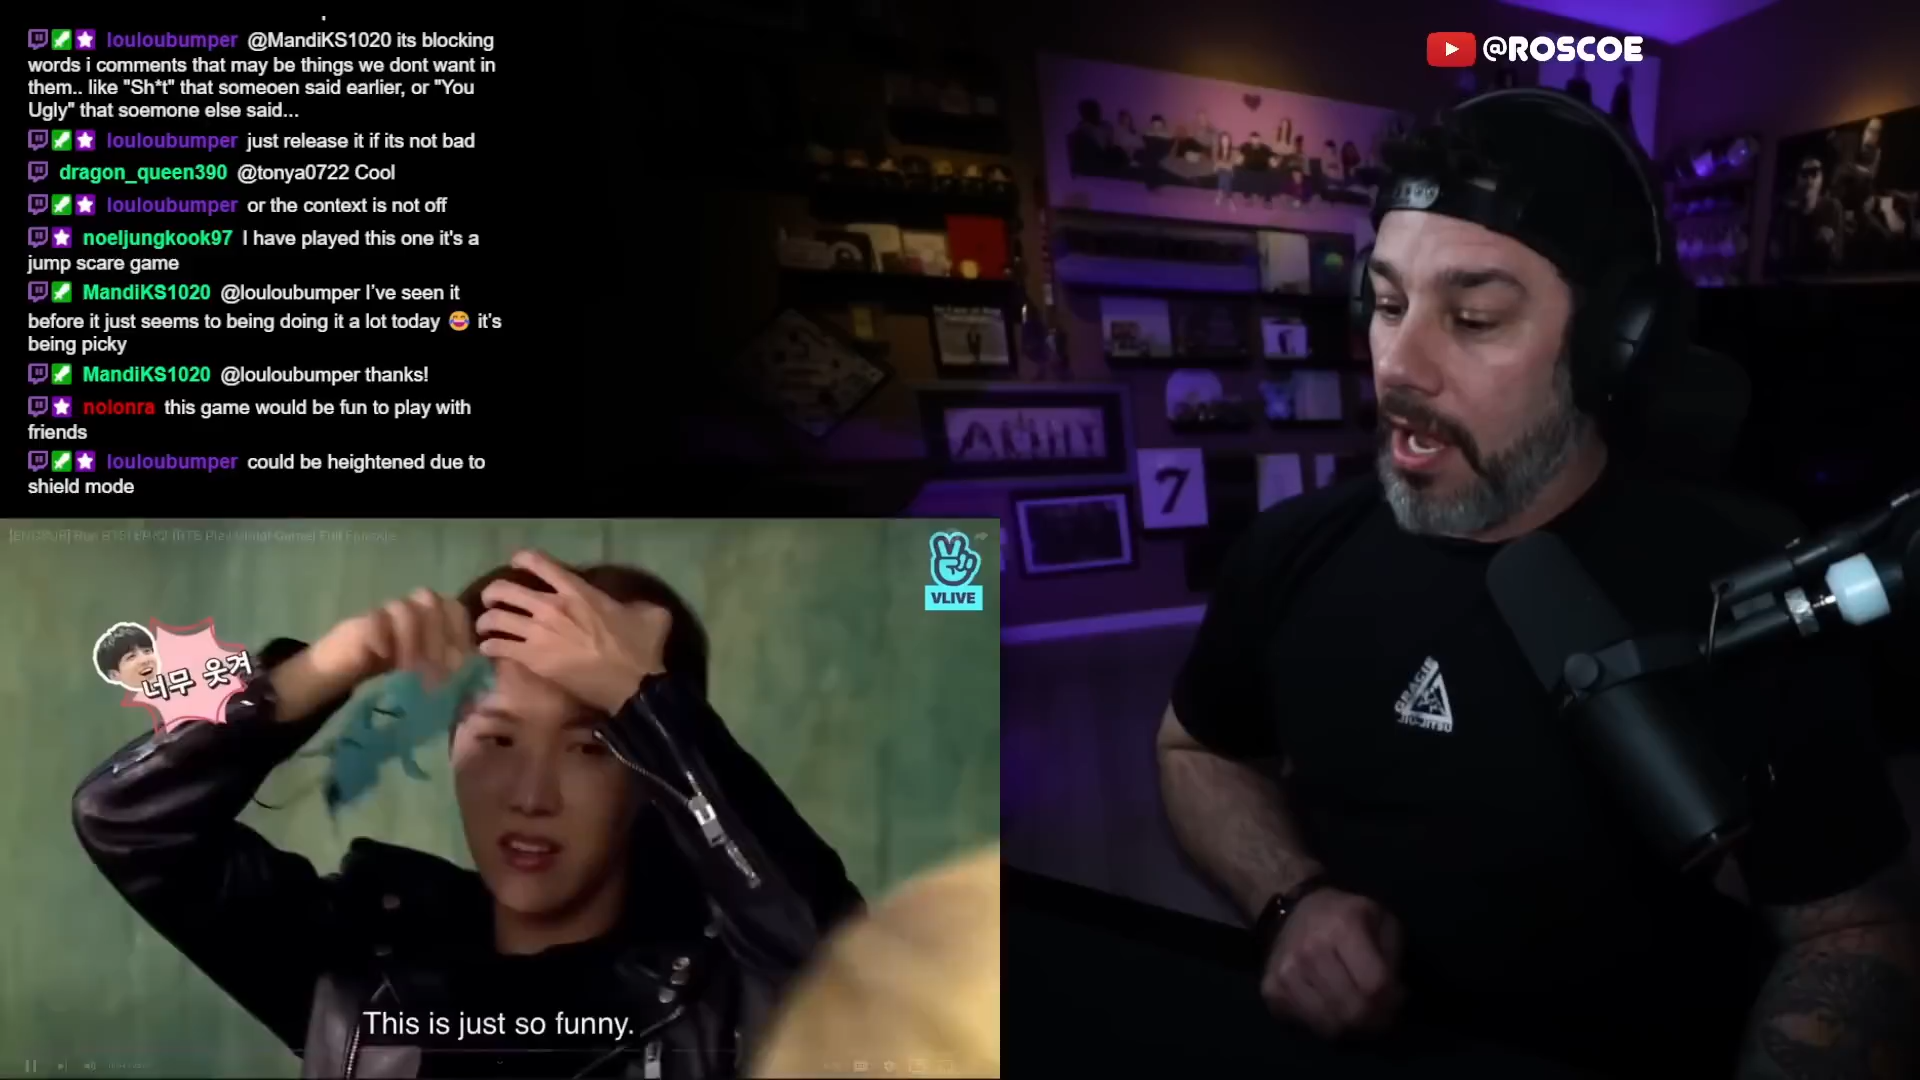 louloubumper @MandiKS1020 its blocking
words i comments that may be things we dont want in
them.. like "Sh*t" that someoen said earlier, or "You
Ugly" that soemone else said...
louloubumper just release it if its not bad
dragon_queen390 @tonya0722 Cool
louloubumper or the context is not off
noeljungkook97 I have played this one it's a
jump scare game
MandiKS1020 @louloubumper I've seen it
before it just seems to being doing it a lot today 😂 it's
being picky
MandiKS1020 @louloubumper thanks!
nolonra this game would be fun to play with
friends
louloubumper could be heightened due to
shield mode
@ROSCOE
ARMY
7
GRACIE
JIU-JITSU
VLIVE
너무 웃겨
This is just so funny.